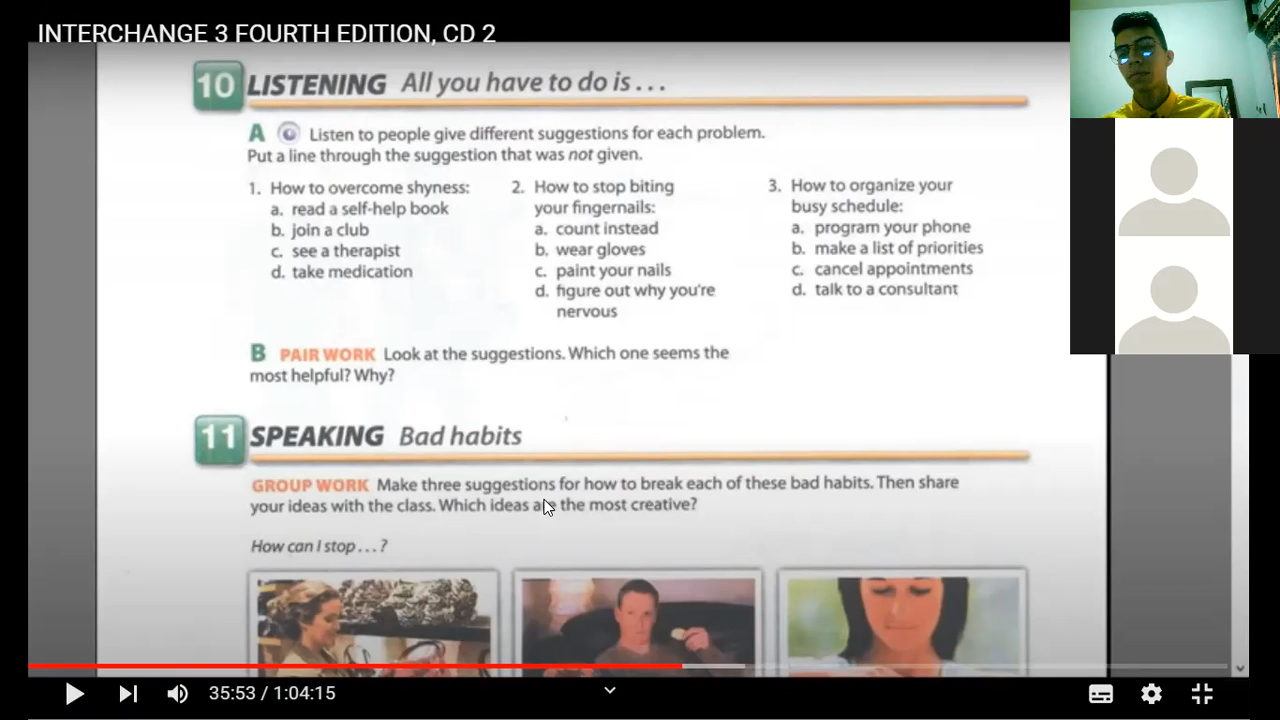 INTERCHANGE 3 FOURTH EDITION, CD 2
10 LISTENING All you have to do is . . .
A Listen to people give different suggestions for each problem.
Put a line through the suggestion that was not given.
1. How to overcome shyness:
a. read a self-help book
b. join a club
c. see a therapist
d. take medication
2. How to stop biting
your fingernails:
a. count instead
b. wear gloves
c. paint your nails
d. figure out why you're
nervous
3. How to organize your
busy schedule:
a. program your phone
b. make a list of priorities
c. cancel appointments
d. talk to a consultant
B PAIR WORK Look at the suggestions. Which one seems the
most helpful? Why?
11 SPEAKING Bad habits
GROUP WORK Make three suggestions for how to break each of these bad habits. Then share
your ideas with the class. Which ideas are the most creative?
How can I stop . . . ?
35:53 / 1:04:15